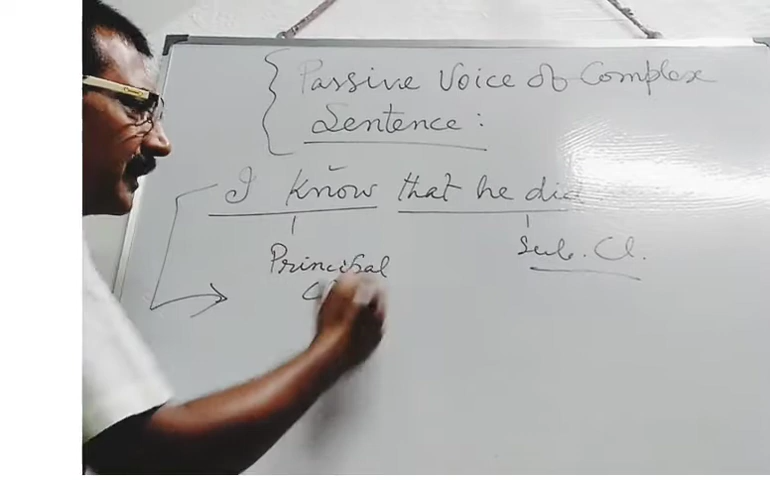 Passive Voice of Complex
Sentence :
I know that he did
Principal
Sub. Cl.